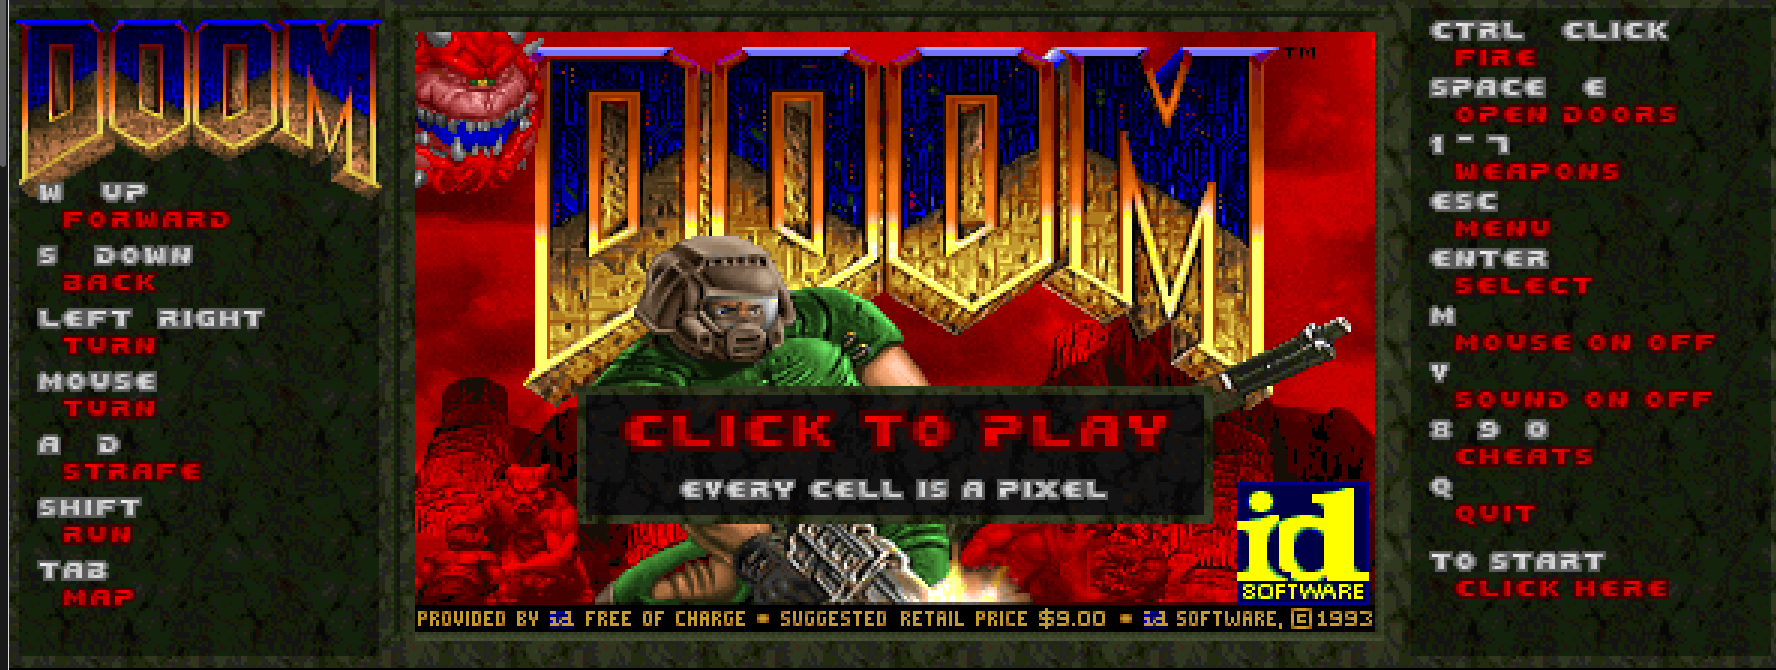 DOOM
W UP
FORWARD
S DOWN
BACK
LEFT RIGHT
TURN
MOUSE
TURN
A D
STRAFE
SHIFT
RUN
TAB
MAP
DOOM™
CLICK TO PLAY
EVERY CELL IS A PIXEL
id
SOFTWARE
PROVIDED BY id FREE OF CHARGE ▪ SUGGESTED RETAIL PRICE $9.00 ▪ id SOFTWARE, ©1993
CTRL CLICK
FIRE
SPACE E
OPEN DOORS
1 - 7
WEAPONS
ESC
MENU
ENTER
SELECT
M
MOUSE ON OFF
V
SOUND ON OFF
8 9 0
CHEATS
Q
QUIT
TO START
CLICK HERE